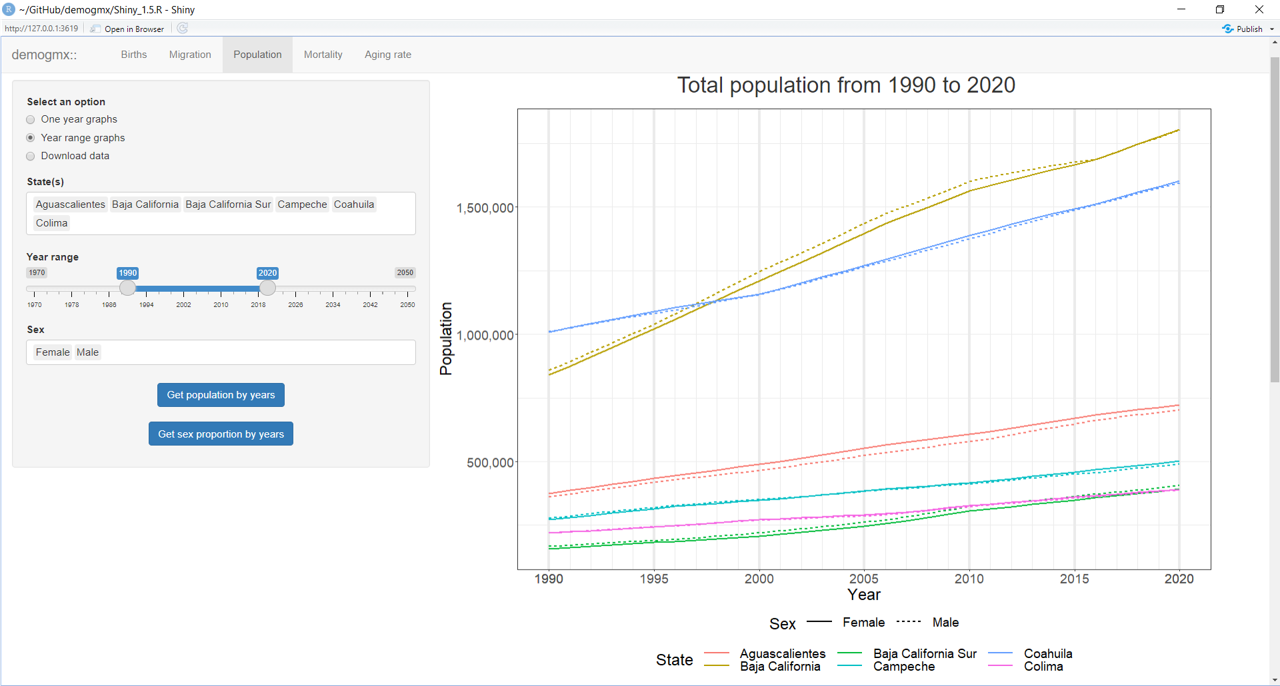 ~/GitHub/demogmx/Shiny_1.5.R - Shiny
http://127.0.0.1:3619 Open in Browser Publish
demogmx:: Births Migration Population Mortality Aging rate
Select an option
One year graphs
Year range graphs
Download data
State(s)
Aguascalientes Baja California Baja California Sur Campeche Coahuila
Colima
Year range
1970 1990 2020 2050
1970 1978 1986 1994 2002 2010 2018 2026 2034 2042 2050
Sex
Female Male
Get population by years
Get sex proportion by years
Total population from 1990 to 2020
Population
1,500,000
1,000,000
500,000
1990 1995 2000 2005 2010 2015 2020
Year
Sex Female Male
State
Aguascalientes Baja California Sur Coahuila
Baja California Campeche Colima